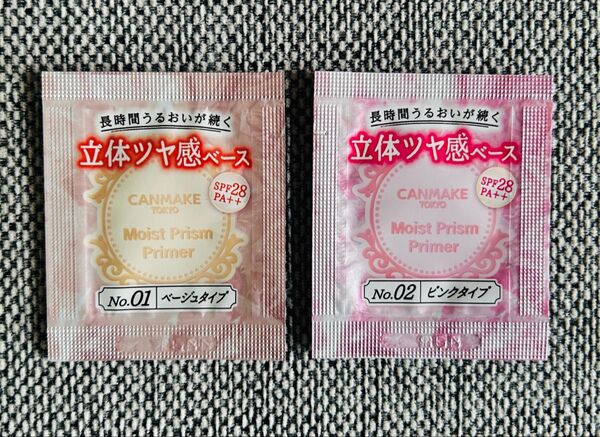 長時間うるおいが続く
立体ツヤ感ベース
SPF28
PA++
CANMAKE
TOKYO
Moist Prism
Primer
No.01 ベージュタイプ
長時間うるおいが続く
立体ツヤ感ベース
SPF28
PA++
CANMAKE
TOKYO
Moist Prism
Primer
No.02 ピンクタイプ